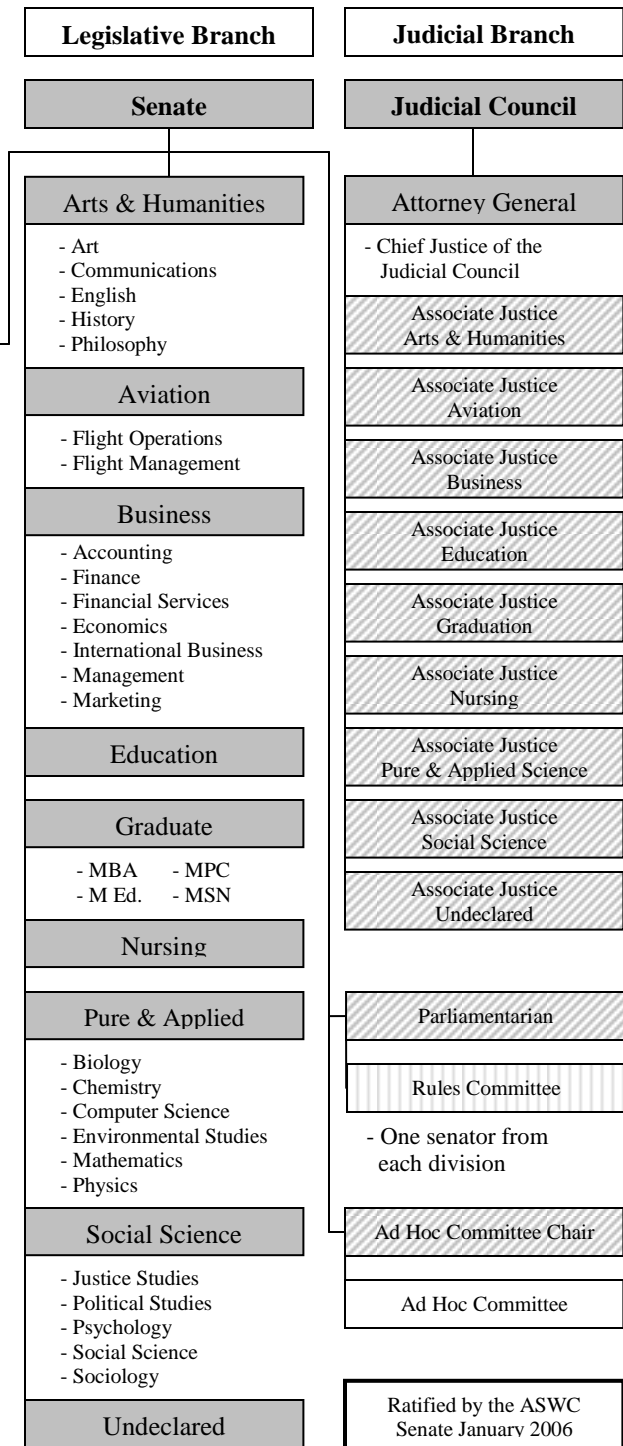 Legislative Branch
Senate
Arts & Humanities
- Art
- Communications
- English
- History
- Philosophy
Aviation
- Flight Operations
- Flight Management
Business
- Accounting
- Finance
- Financial Services
- Economics
- International Business
- Management
- Marketing
Education
Graduate
- MBA - MPC
- M Ed. - MSN
Nursing
Pure & Applied
- Biology
- Chemistry
- Computer Science
- Environmental Studies
- Mathematics
- Physics
Social Science
- Justice Studies
- Political Studies
- Psychology
- Social Science
- Sociology
Undeclared
Judicial Branch
Judicial Council
Attorney General
- Chief Justice of the
Judicial Council
Associate Justice
Arts & Humanities
Associate Justice
Aviation
Associate Justice
Business
Associate Justice
Education
Associate Justice
Graduation
Associate Justice
Nursing
Associate Justice
Pure & Applied Science
Associate Justice
Social Science
Associate Justice
Undeclared
Parliamentarian
Rules Committee
- One senator from
each division
Ad Hoc Committee Chair
Ad Hoc Committee
Ratified by the ASWC
Senate January 2006